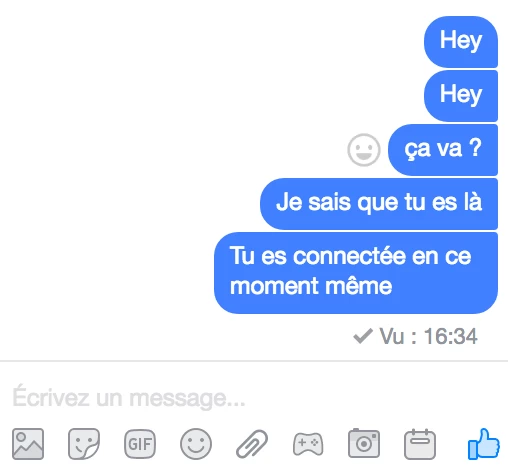 Hey
Hey
ça va ?
Je sais que tu es là
Tu es connectée en ce
moment même
Vu : 16:34
Écrivez un message...
GIF